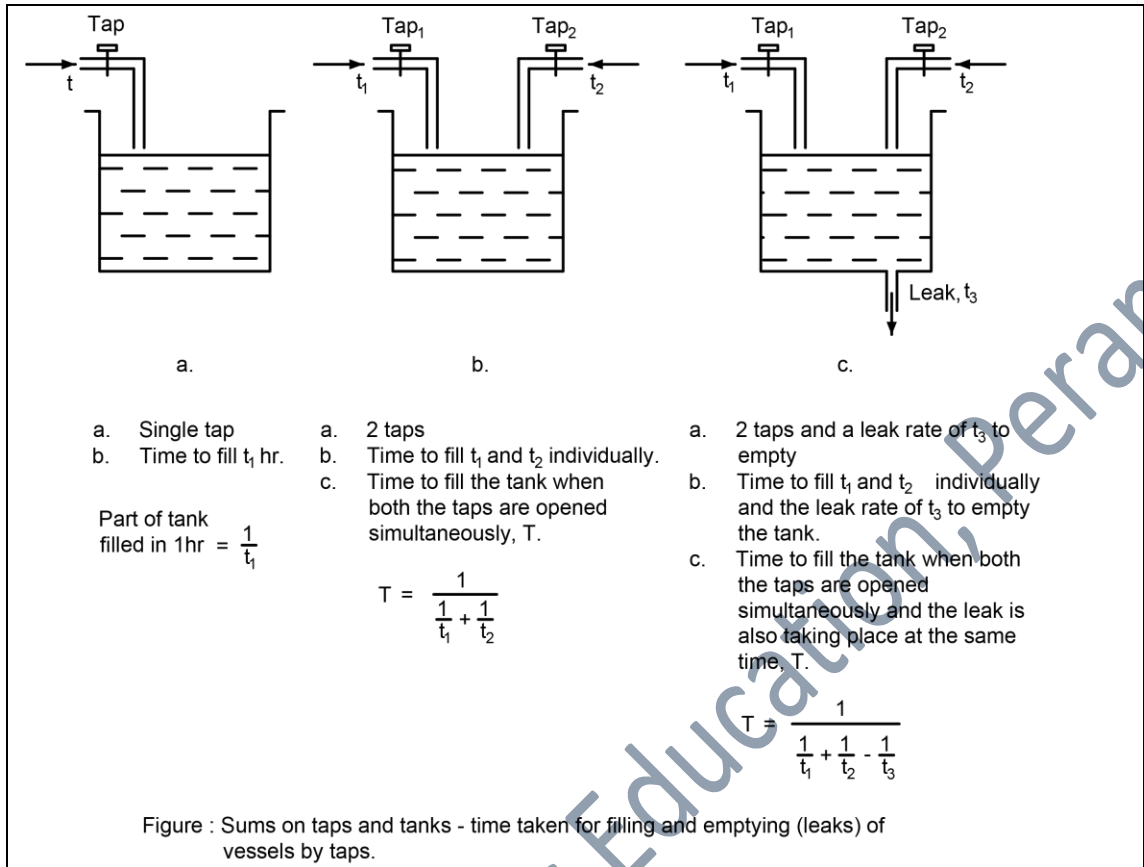 Tap
t
a.
a. Single tap
b. Time to fill t₁ hr.
Part of tank
filled in 1hr = 1/t₁
Tap₁ Tap₂
t₁ t₂
b.
a. 2 taps
b. Time to fill t₁ and t₂ individually.
c. Time to fill the tank when
both the taps are opened
simultaneously, T.
T = 1/(1/t₁ + 1/t₂)
Tap₁ Tap₂
t₁ t₂
Leak, t₃
c.
a. 2 taps and a leak rate of t₃ to
empty
b. Time to fill t₁ and t₂ individually
and the leak rate of t₃ to empty
the tank.
c. Time to fill the tank when both
the taps are opened
simultaneously and the leak is
also taking place at the same
time, T.
T = 1/(1/t₁ + 1/t₂ - 1/t₃)
Figure : Sums on taps and tanks - time taken for filling and emptying (leaks) of
vessels by taps.
Education,